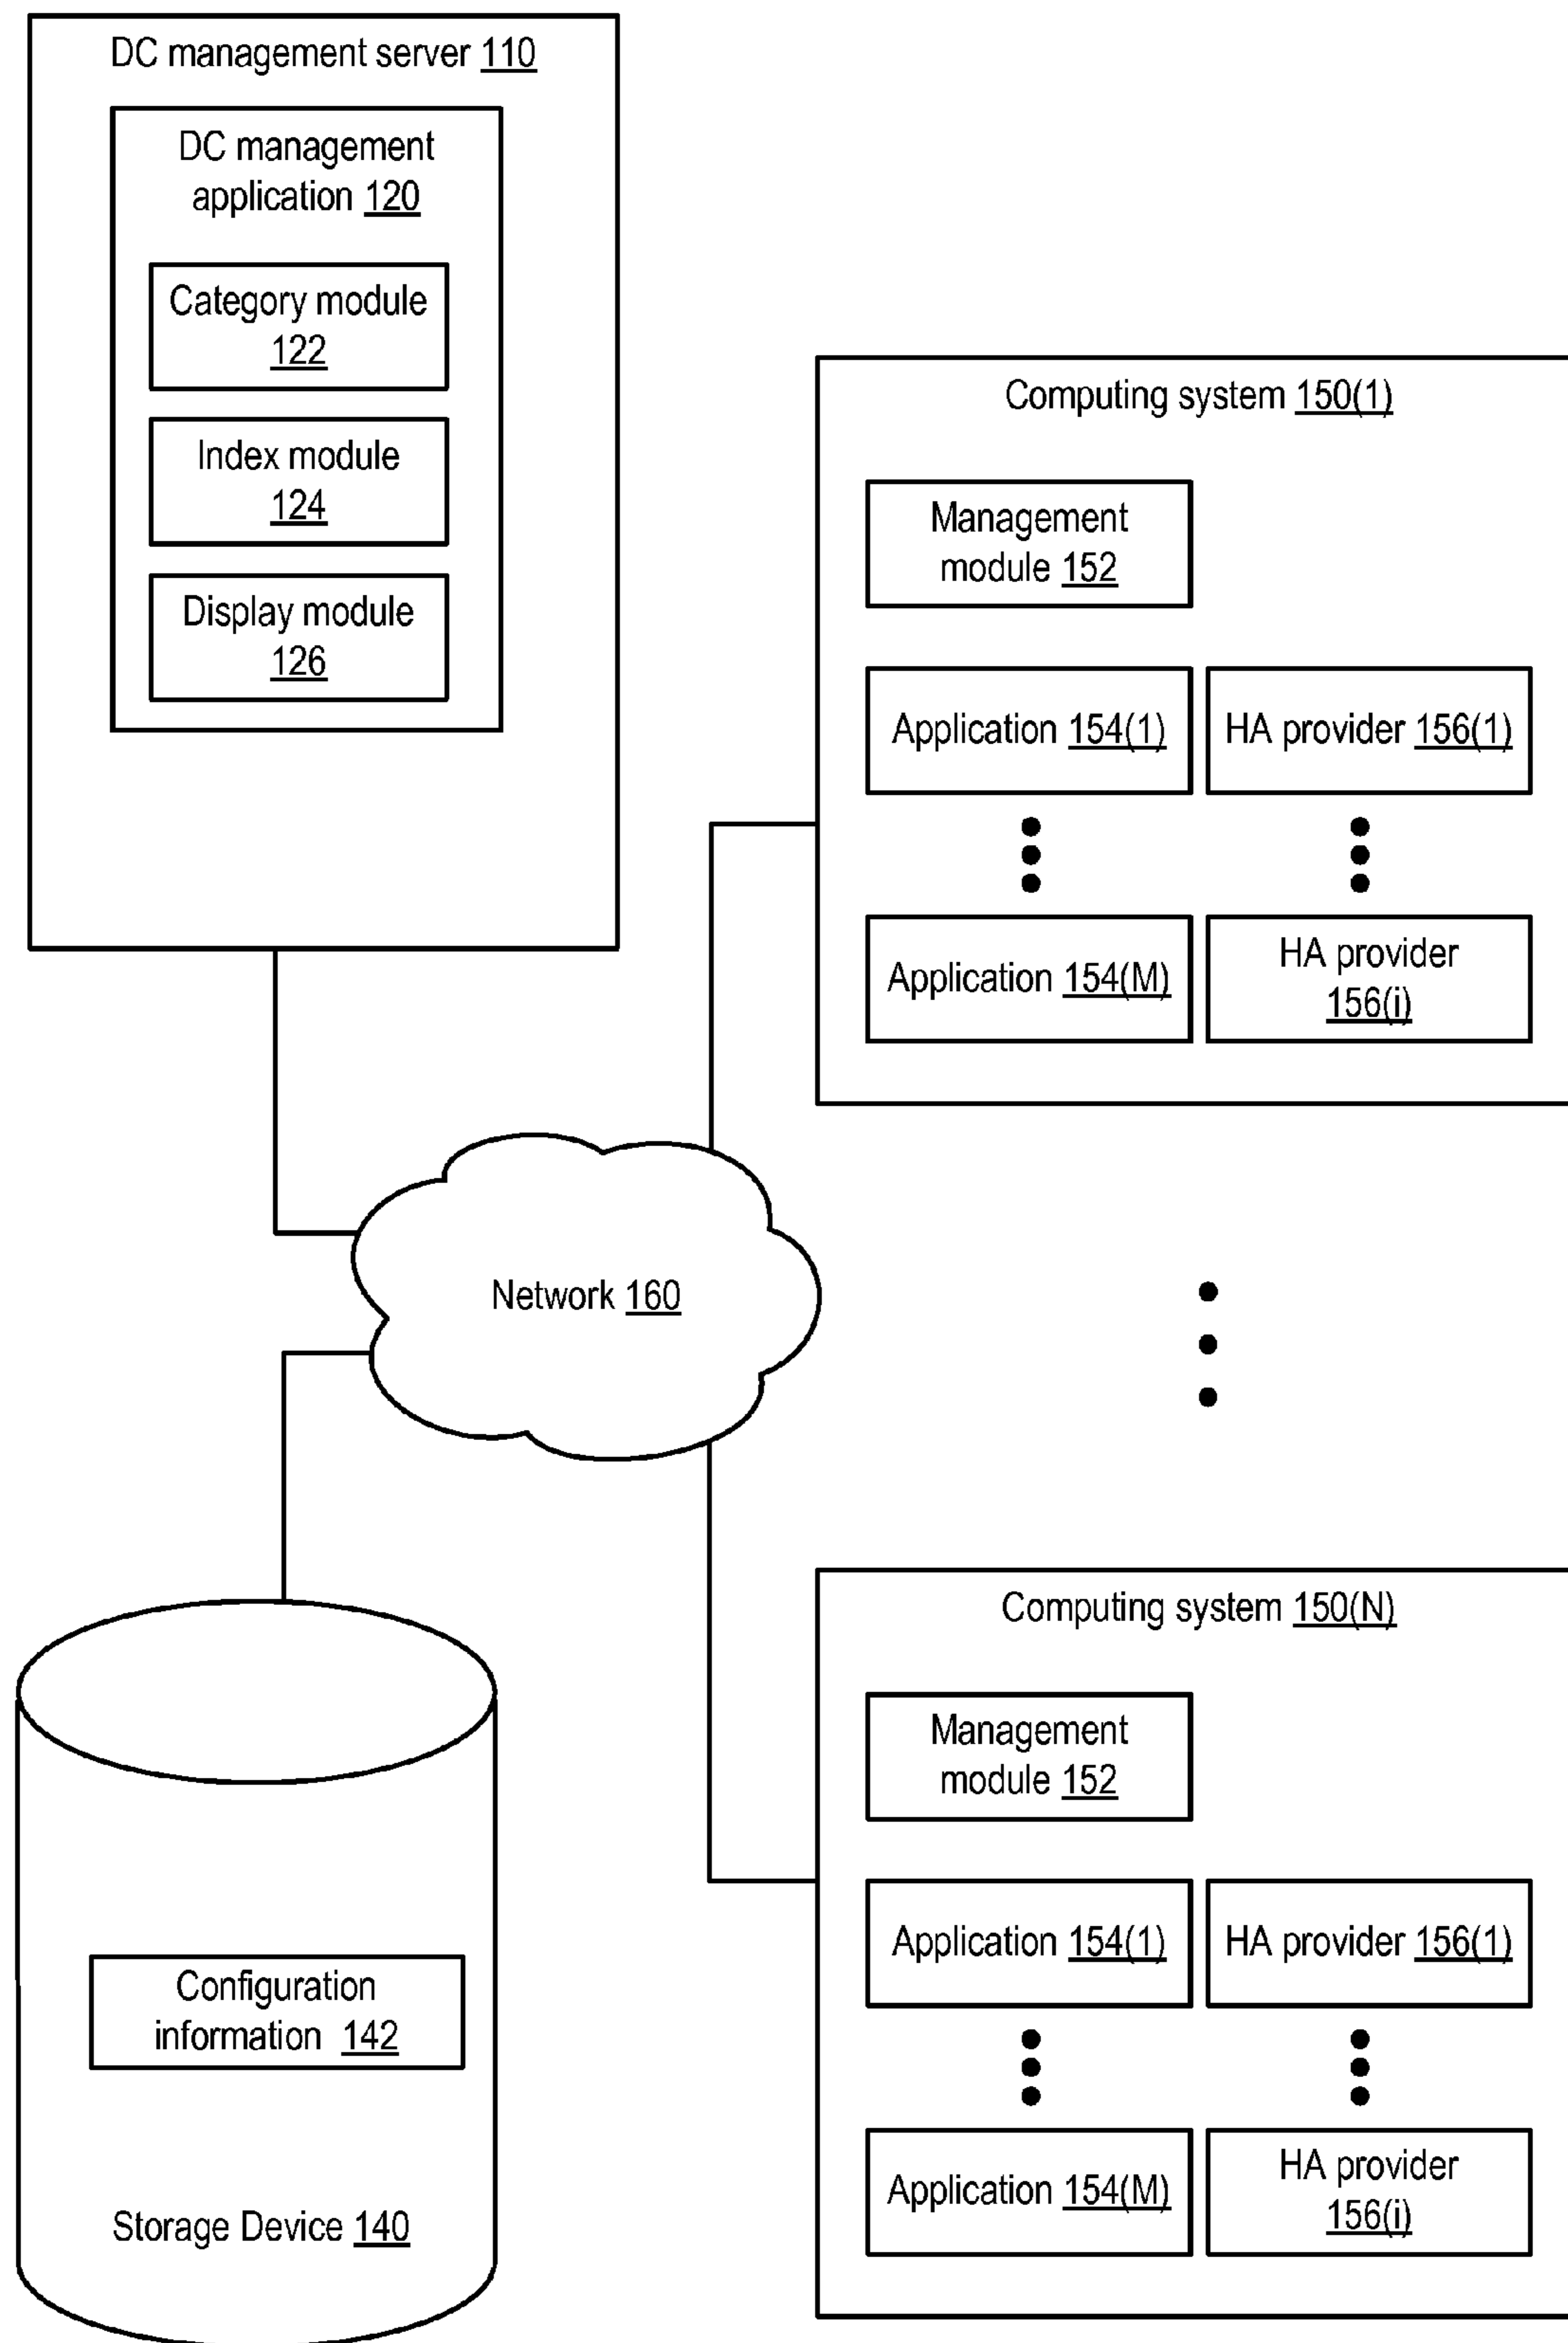 DC management server 110
DC management
application 120
Category module
122
Index module
124
Display module
126
Computing system 150(1)
Management
module 152
Application 154(1)
HA provider 156(1)
Application 154(M)
HA provider
156(i)
Network 160
Computing system 150(N)
Management
module 152
Application 154(1)
HA provider 156(1)
Application 154(M)
HA provider
156(i)
Configuration
information 142
Storage Device 140